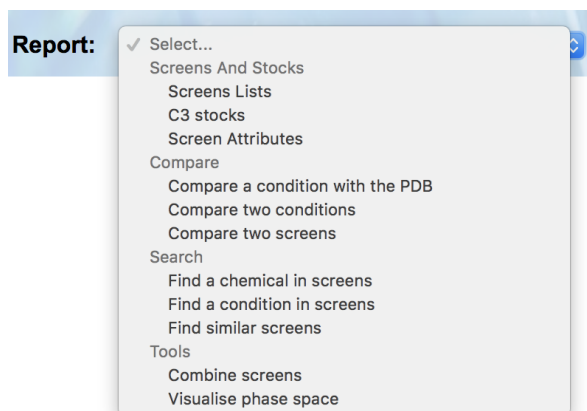 Report:
✓ Select...
Screens And Stocks
Screens Lists
C3 stocks
Screen Attributes
Compare
Compare a condition with the PDB
Compare two conditions
Compare two screens
Search
Find a chemical in screens
Find a condition in screens
Find similar screens
Tools
Combine screens
Visualise phase space